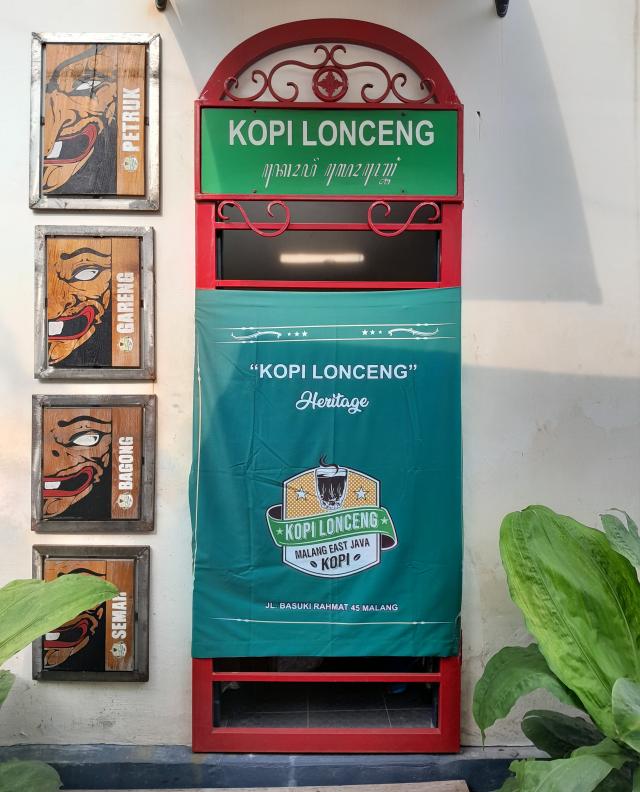 PETRUK
GARENG
BAGONG
SEMAR
KOPI LONCENG
"KOPI LONCENG"
Heritage
KOPI LONCENG
MALANG EAST JAVA
KOPI
JL. BASUKI RAHMAT 45 MALANG